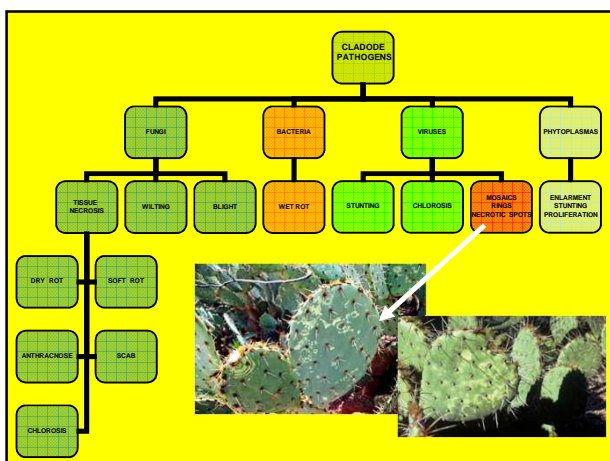 CLADODE
PATHOGENS
FUNGI
BACTERIA
VIRUSES
PHYTOPLASMAS
TISSUE
NECROSIS
WILTING
BLIGHT
WET ROT
STUNTING
CHLOROSIS
MOSAICS
RINGS
NECROTIC SPOTS
ENLARMENT
STUNTING
PROLIFERATION
DRY ROT
SOFT ROT
ANTHRACNOSE
SCAB
CHLOROSIS